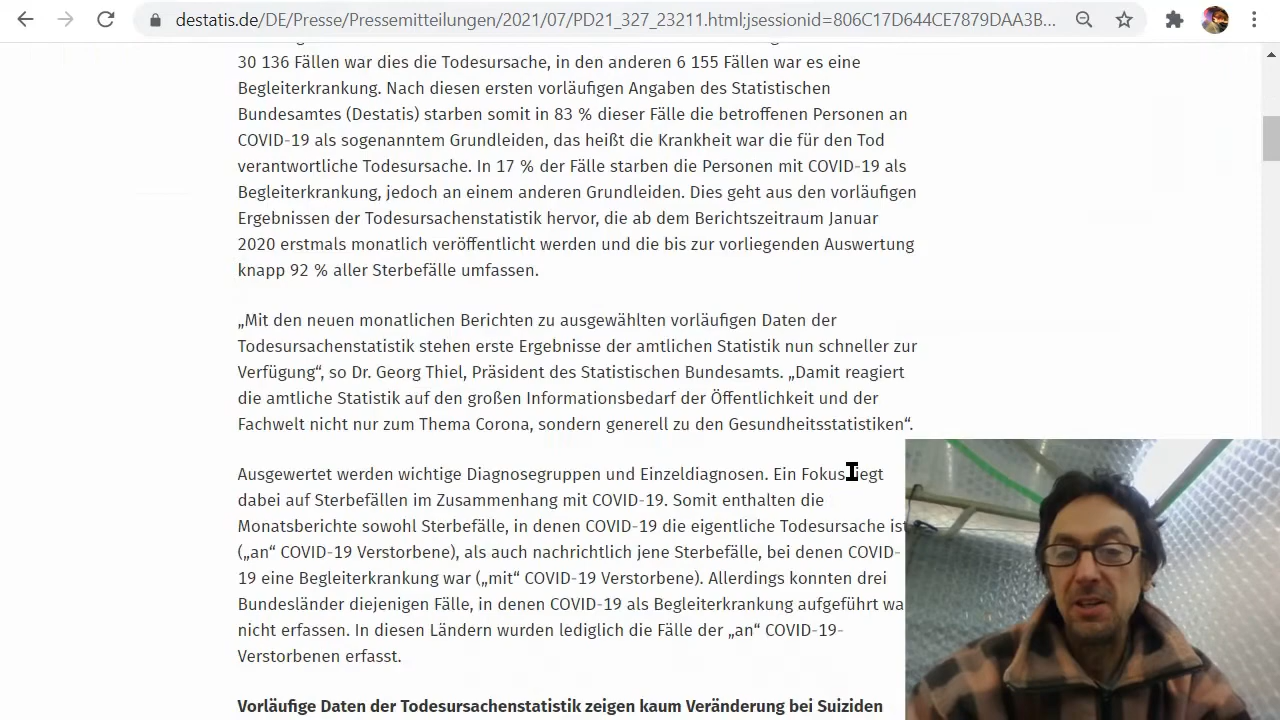 destatis.de/DE/Presse/Pressemitteilungen/2021/07/PD21_327_23211.html;jsessionid=806C17D644CE7879DAA3B...
30 136 Fällen war dies die Todesursache, in den anderen 6 155 Fällen war es eine
Begleiterkrankung. Nach diesen ersten vorläufigen Angaben des Statistischen
Bundesamtes (Destatis) starben somit in 83 % dieser Fälle die betroffenen Personen an
COVID-19 als sogenanntem Grundleiden, das heißt die Krankheit war die für den Tod
verantwortliche Todesursache. In 17 % der Fälle starben die Personen mit COVID-19 als
Begleiterkrankung, jedoch an einem anderen Grundleiden. Dies geht aus den vorläufigen
Ergebnissen der Todesursachenstatistik hervor, die ab dem Berichtszeitraum Januar
2020 erstmals monatlich veröffentlicht werden und die bis zur vorliegenden Auswertung
knapp 92 % aller Sterbefälle umfassen.
„Mit den neuen monatlichen Berichten zu ausgewählten vorläufigen Daten der
Todesursachenstatistik stehen erste Ergebnisse der amtlichen Statistik nun schneller zur
Verfügung“, so Dr. Georg Thiel, Präsident des Statistischen Bundesamts. „Damit reagiert
die amtliche Statistik auf den großen Informationsbedarf der Öffentlichkeit und der
Fachwelt nicht nur zum Thema Corona, sondern generell zu den Gesundheitsstatistiken“.
Ausgewertet werden wichtige Diagnosegruppen und Einzeldiagnosen. Ein Fokus liegt
dabei auf Sterbefällen im Zusammenhang mit COVID-19. Somit enthalten die
Monatsberichte sowohl Sterbefälle, in denen COVID-19 die eigentliche Todesursache ist
(„an“ COVID-19 Verstorbene), als auch nachrichtlich jene Sterbefälle, bei denen COVID-
19 eine Begleiterkrankung war („mit“ COVID-19 Verstorbene). Allerdings konnten drei
Bundesländer diejenigen Fälle, in denen COVID-19 als Begleiterkrankung aufgeführt wa
nicht erfassen. In diesen Ländern wurden lediglich die Fälle der „an“ COVID-19-
Verstorbenen erfasst.
Vorläufige Daten der Todesursachenstatistik zeigen kaum Veränderung bei Suiziden